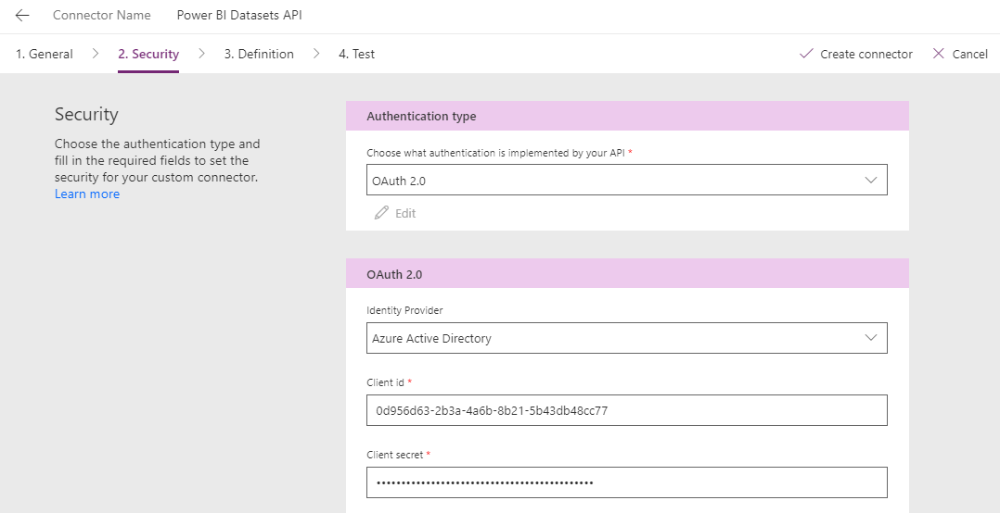 Connector Name Power BI Datasets API
1. General 2. Security 3. Definition 4. Test Create connector Cancel
Security
Choose the authentication type and
fill in the required fields to set the
security for your custom connector.
Learn more
Authentication type
Choose what authentication is implemented by your API *
OAuth 2.0
Edit
OAuth 2.0
Identity Provider
Azure Active Directory
Client id *
0d956d63-2b3a-4a6b-8b21-5b43db48cc77
Client secret *